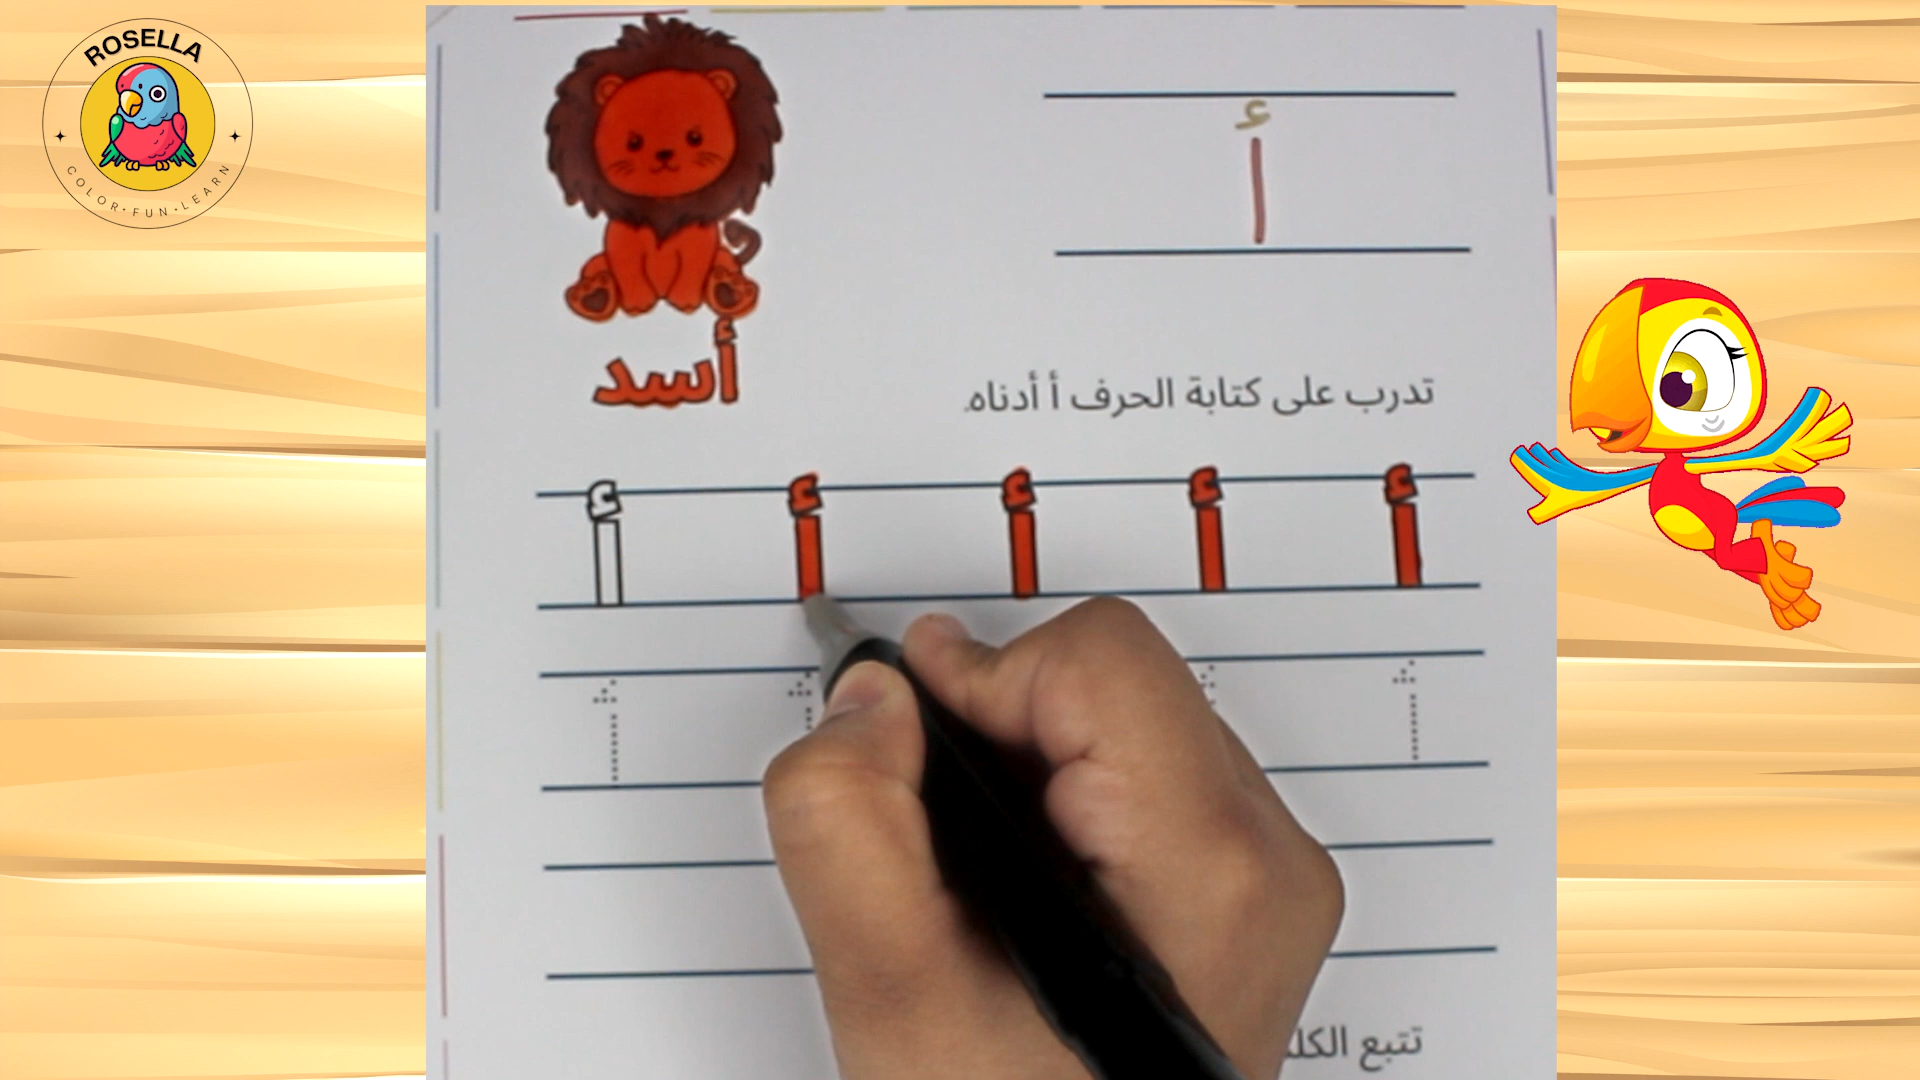 ROSELLA
COLOR·FUN·LEARN
أ
أسد
تدرب على كتابة الحرف أ أدناه.
أ أ أ أ أ
أ أ أ أ
تتبع